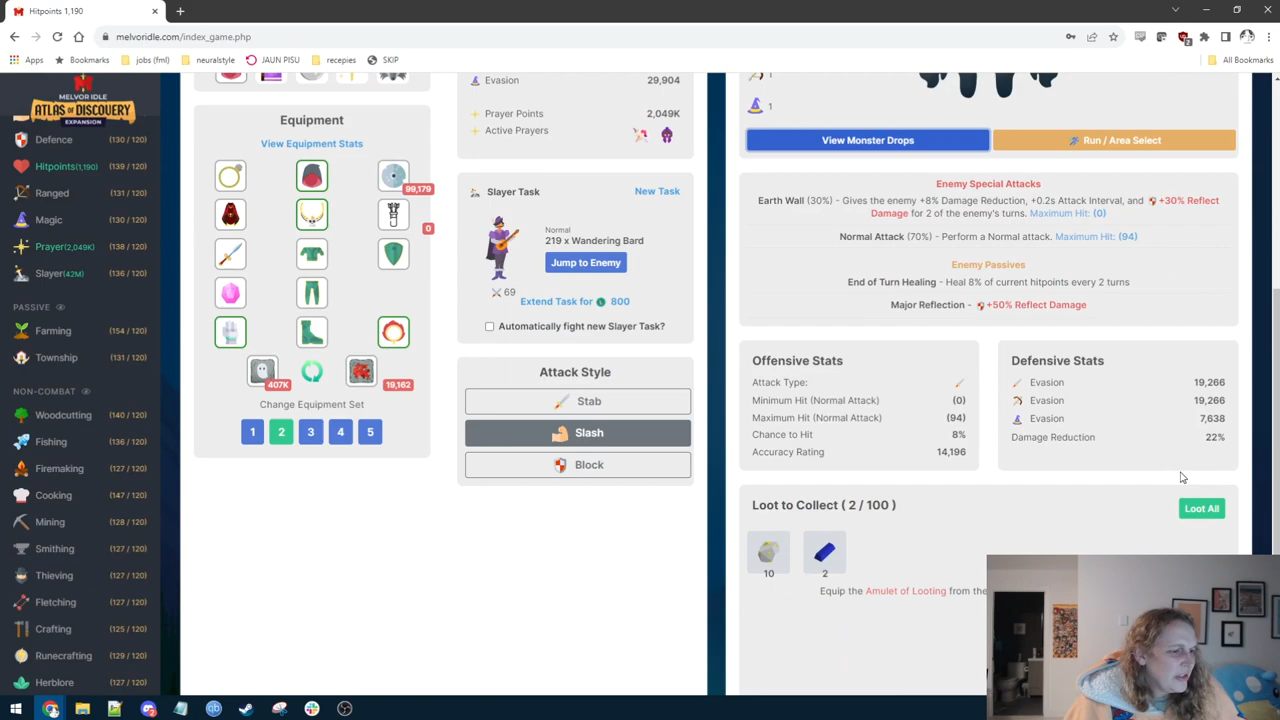 Hitpoints 1,190
melvoridle.com/index_game.php
Apps
Bookmarks
jobs (fml)
neuralstyle
JAUN PISU
recepies
SKIP
All Bookmarks
2
MELVOR IDLE
ATLAS OF DISCOVERY
EXPANSION
Defence (130 / 120)
Hitpoints(1,190) (139 / 120)
Ranged (131 / 120)
Magic (130 / 120)
Prayer(2,049K) (138 / 120)
Slayer(42M) (136 / 120)
PASSIVE
Farming (154 / 120)
Township (131 / 120)
NON-COMBAT
Woodcutting (140 / 120)
Fishing (136 / 120)
Firemaking (130 / 120)
Cooking (147 / 120)
Mining (128 / 120)
Smithing (127 / 120)
Thieving (127 / 120)
Fletching (127 / 120)
Crafting (125 / 120)
Runecrafting (129 / 120)
Herblore (127 / 120)
Equipment
View Equipment Stats
99,179
0
407K
19,162
Change Equipment Set
1 2 3 4 5
Evasion 29,904
Prayer Points 2,049K
Active Prayers
Slayer Task New Task
Normal
219 x Wandering Bard
Jump to Enemy
69
Extend Task for 800
Automatically fight new Slayer Task?
Attack Style
Stab
Slash
Block
1
1
View Monster Drops
Run / Area Select
Enemy Special Attacks
Earth Wall (30%) - Gives the enemy +8% Damage Reduction, +0.2s Attack Interval, and +30% Reflect
Damage for 2 of the enemy's turns. Maximum Hit: (0)
Normal Attack (70%) - Perform a Normal attack. Maximum Hit: (94)
Enemy Passives
End of Turn Healing - Heal 8% of current hitpoints every 2 turns
Major Reflection - +50% Reflect Damage
Offensive Stats
Attack Type:
Minimum Hit (Normal Attack) (0)
Maximum Hit (Normal Attack) (94)
Chance to Hit 8%
Accuracy Rating 14,196
Defensive Stats
Evasion 19,266
Evasion 19,266
Evasion 7,638
Damage Reduction 22%
Loot to Collect ( 2 / 100 )
Loot All
10
2
Equip the Amulet of Looting from the